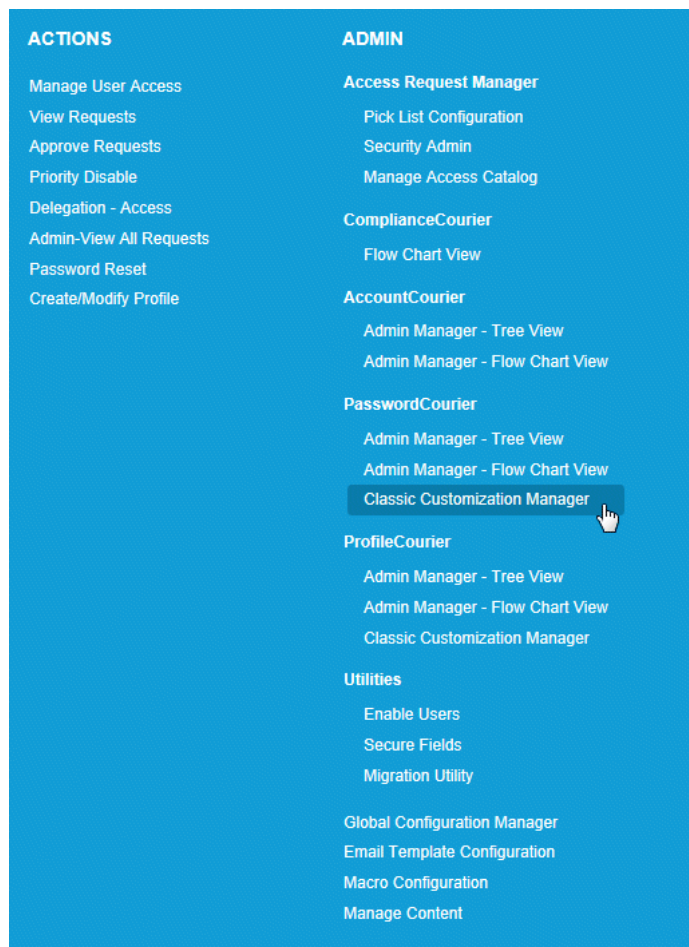 ACTIONS
Manage User Access
View Requests
Approve Requests
Priority Disable
Delegation - Access
Admin-View All Requests
Password Reset
Create/Modify Profile
ADMIN
Access Request Manager
Pick List Configuration
Security Admin
Manage Access Catalog
ComplianceCourier
Flow Chart View
AccountCourier
Admin Manager - Tree View
Admin Manager - Flow Chart View
PasswordCourier
Admin Manager - Tree View
Admin Manager - Flow Chart View
Classic Customization Manager
ProfileCourier
Admin Manager - Tree View
Admin Manager - Flow Chart View
Classic Customization Manager
Utilities
Enable Users
Secure Fields
Migration Utility
Global Configuration Manager
Email Template Configuration
Macro Configuration
Manage Content